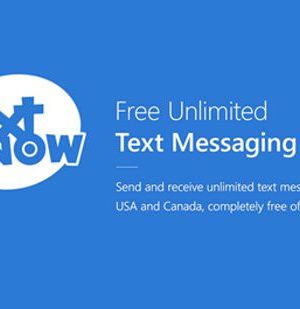 xt
NOW
Free Unlimited
Text Messaging
Send and receive unlimited text mes
USA and Canada, completely free of